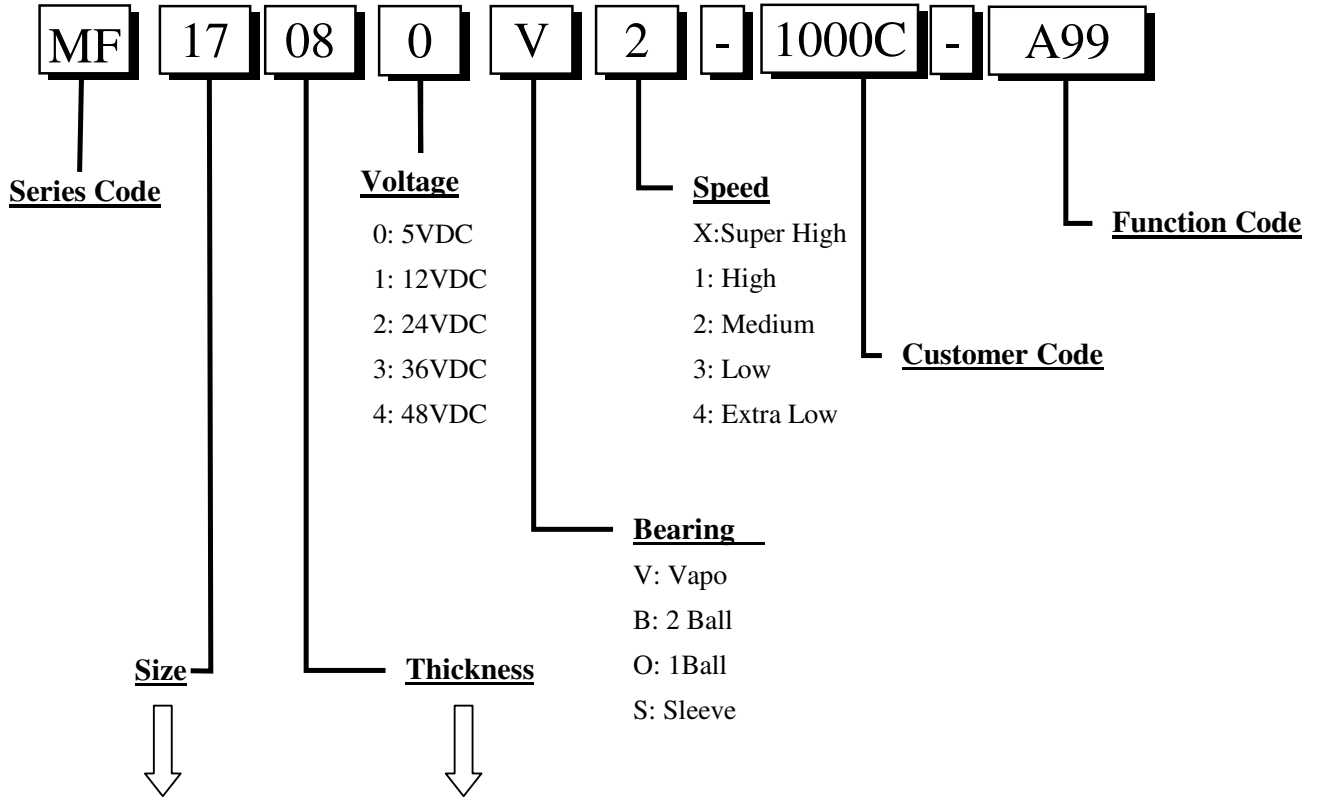 MF 17 08 0 V 2 - 1000C - A99
Series Code
Voltage
0: 5VDC
1: 12VDC
2: 24VDC
3: 36VDC
4: 48VDC
Speed
X:Super High
1: High
2: Medium
3: Low
4: Extra Low
Function Code
Customer Code
Bearing
V: Vapo
B: 2 Ball
O: 1Ball
S: Sleeve
Size
Thickness